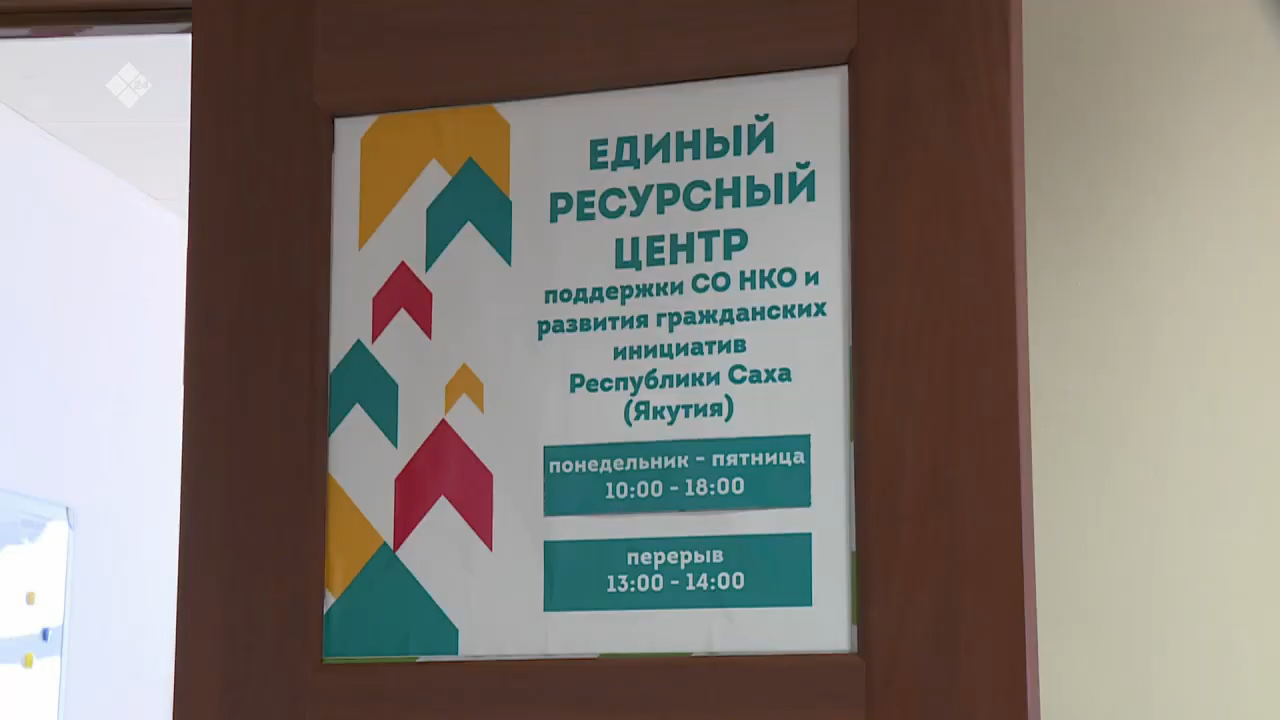 ЕДИНЫЙ
РЕСУРСНЫЙ
ЦЕНТР
поддержки СО НКО и
развития гражданских
инициатив
Республики Саха
(Якутия)
понедельник - пятница
10:00 - 18:00
перерыв
13:00 - 14:00
24